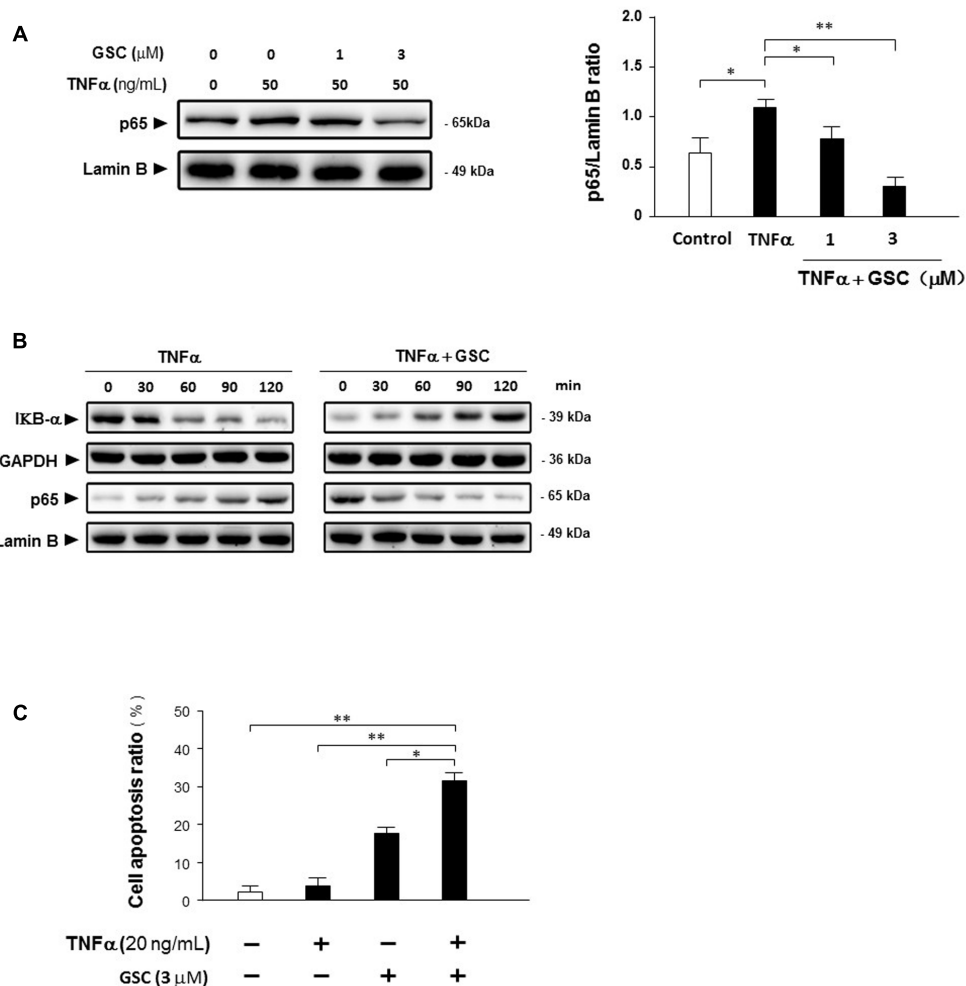 A
GSC (μM) 0 0 1 3
TNFα (ng/mL) 0 50 50 50
p65 - 65kDa
Lamin B - 49 kDa
p65/Lamin B ratio
2.0
1.5
1.0
0.5
0
* * **
Control TNFα 1 3
TNFα + GSC (μM)
B
TNFα TNFα + GSC
0 30 60 90 120 0 30 60 90 120 min
IKB-α - 39 kDa
GAPDH - 36 kDa
p65 - 65 kDa
Lamin B - 49 kDa
C
Cell apoptosis ratio (%)
50
40
30
20
10
0
**
**
*
TNFα (20 ng/mL) − + − +
GSC (3 μM) − − + +